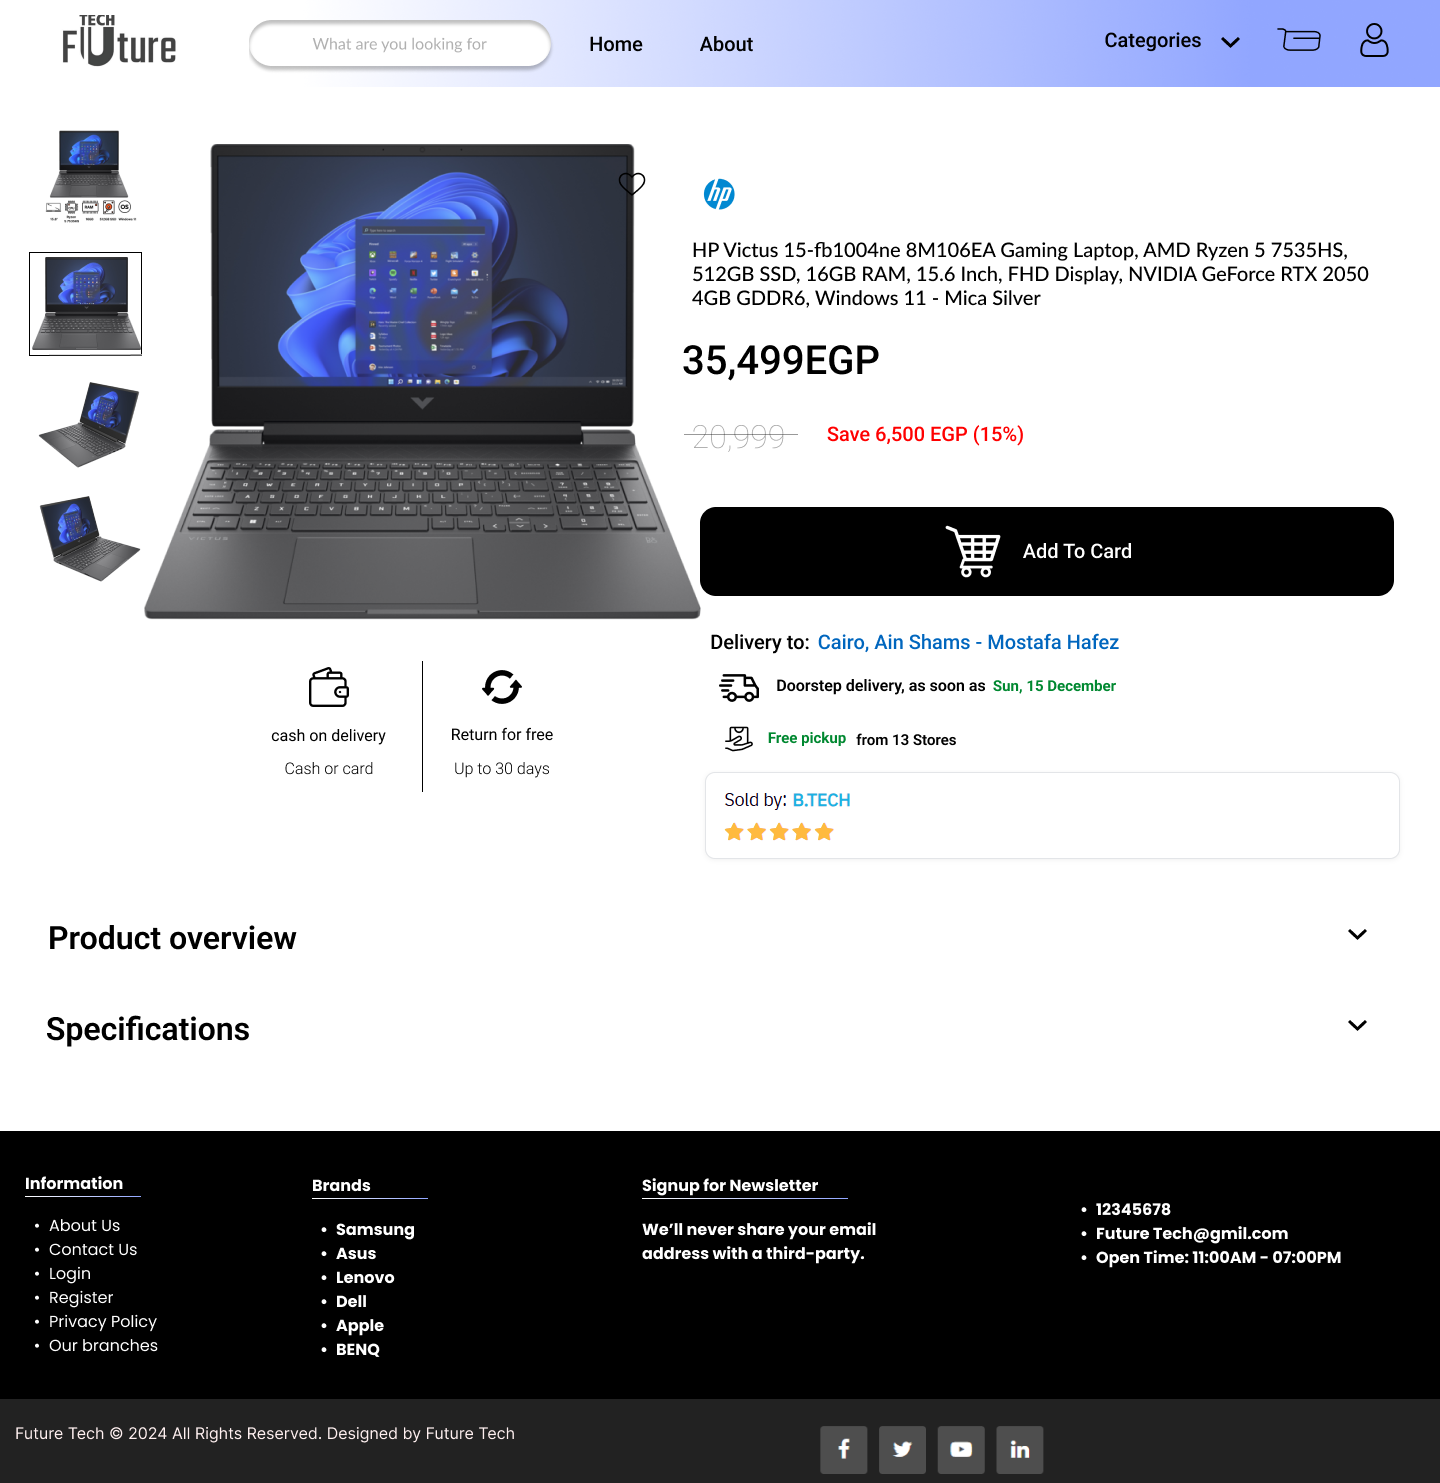 TECH
FUture
What are you looking for
Home
About
Categories
hp
HP Victus 15-fb1004ne 8M106EA Gaming Laptop, AMD Ryzen 5 7535HS,
512GB SSD, 16GB RAM, 15.6 Inch, FHD Display, NVIDIA GeForce RTX 2050
4GB GDDR6, Windows 11 - Mica Silver
35,499EGP
20,999
Save 6,500 EGP (15%)
Add To Card
VICTUS
Delivery to: Cairo, Ain Shams - Mostafa Hafez
Doorstep delivery, as soon as Sun, 15 December
Free pickup from 13 Stores
cash on delivery
Cash or card
Return for free
Up to 30 days
Sold by: B.TECH
Product overview
Specifications
Information
About Us
Contact Us
Login
Register
Privacy Policy
Our branches
Brands
Samsung
Asus
Lenovo
Dell
Apple
BENQ
Signup for Newsletter
We’ll never share your email
address with a third-party.
12345678
Future Tech@gmil.com
Open Time: 11:00AM - 07:00PM
Future Tech © 2024 All Rights Reserved. Designed by Future Tech